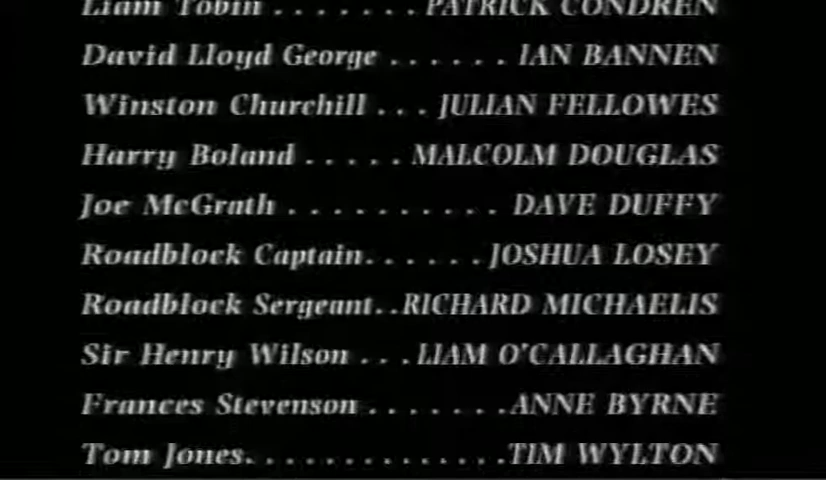 Liam Tobin . . . . . . . PATRICK CONDREN
David Lloyd George . . . . . . IAN BANNEN
Winston Churchill . . . JULIAN FELLOWES
Harry Boland . . . . . MALCOLM DOUGLAS
Joe McGrath . . . . . . . . . . DAVE DUFFY
Roadblock Captain. . . . . . JOSHUA LOSEY
Roadblock Sergeant. . RICHARD MICHAELIS
Sir Henry Wilson . . . LIAM O'CALLAGHAN
Frances Stevenson . . . . . . . ANNE BYRNE
Tom Jones. . . . . . . . . . . . . TIM WYLTON